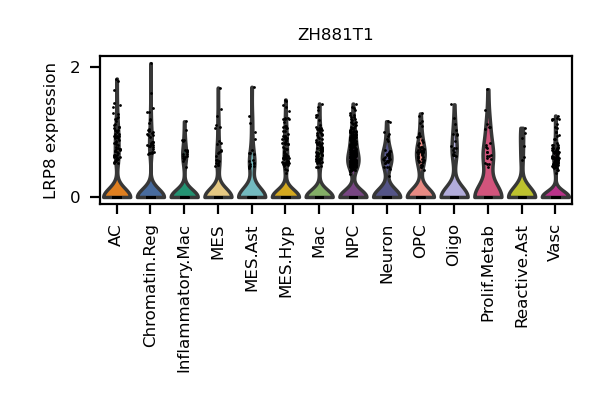 ZH881T1
LRP8 expression
2
0
AC
Chromatin.Reg
Inflammatory.Mac
MES
MES.Ast
MES.Hyp
Mac
NPC
Neuron
OPC
Oligo
Prolif.Metab
Reactive.Ast
Vasc